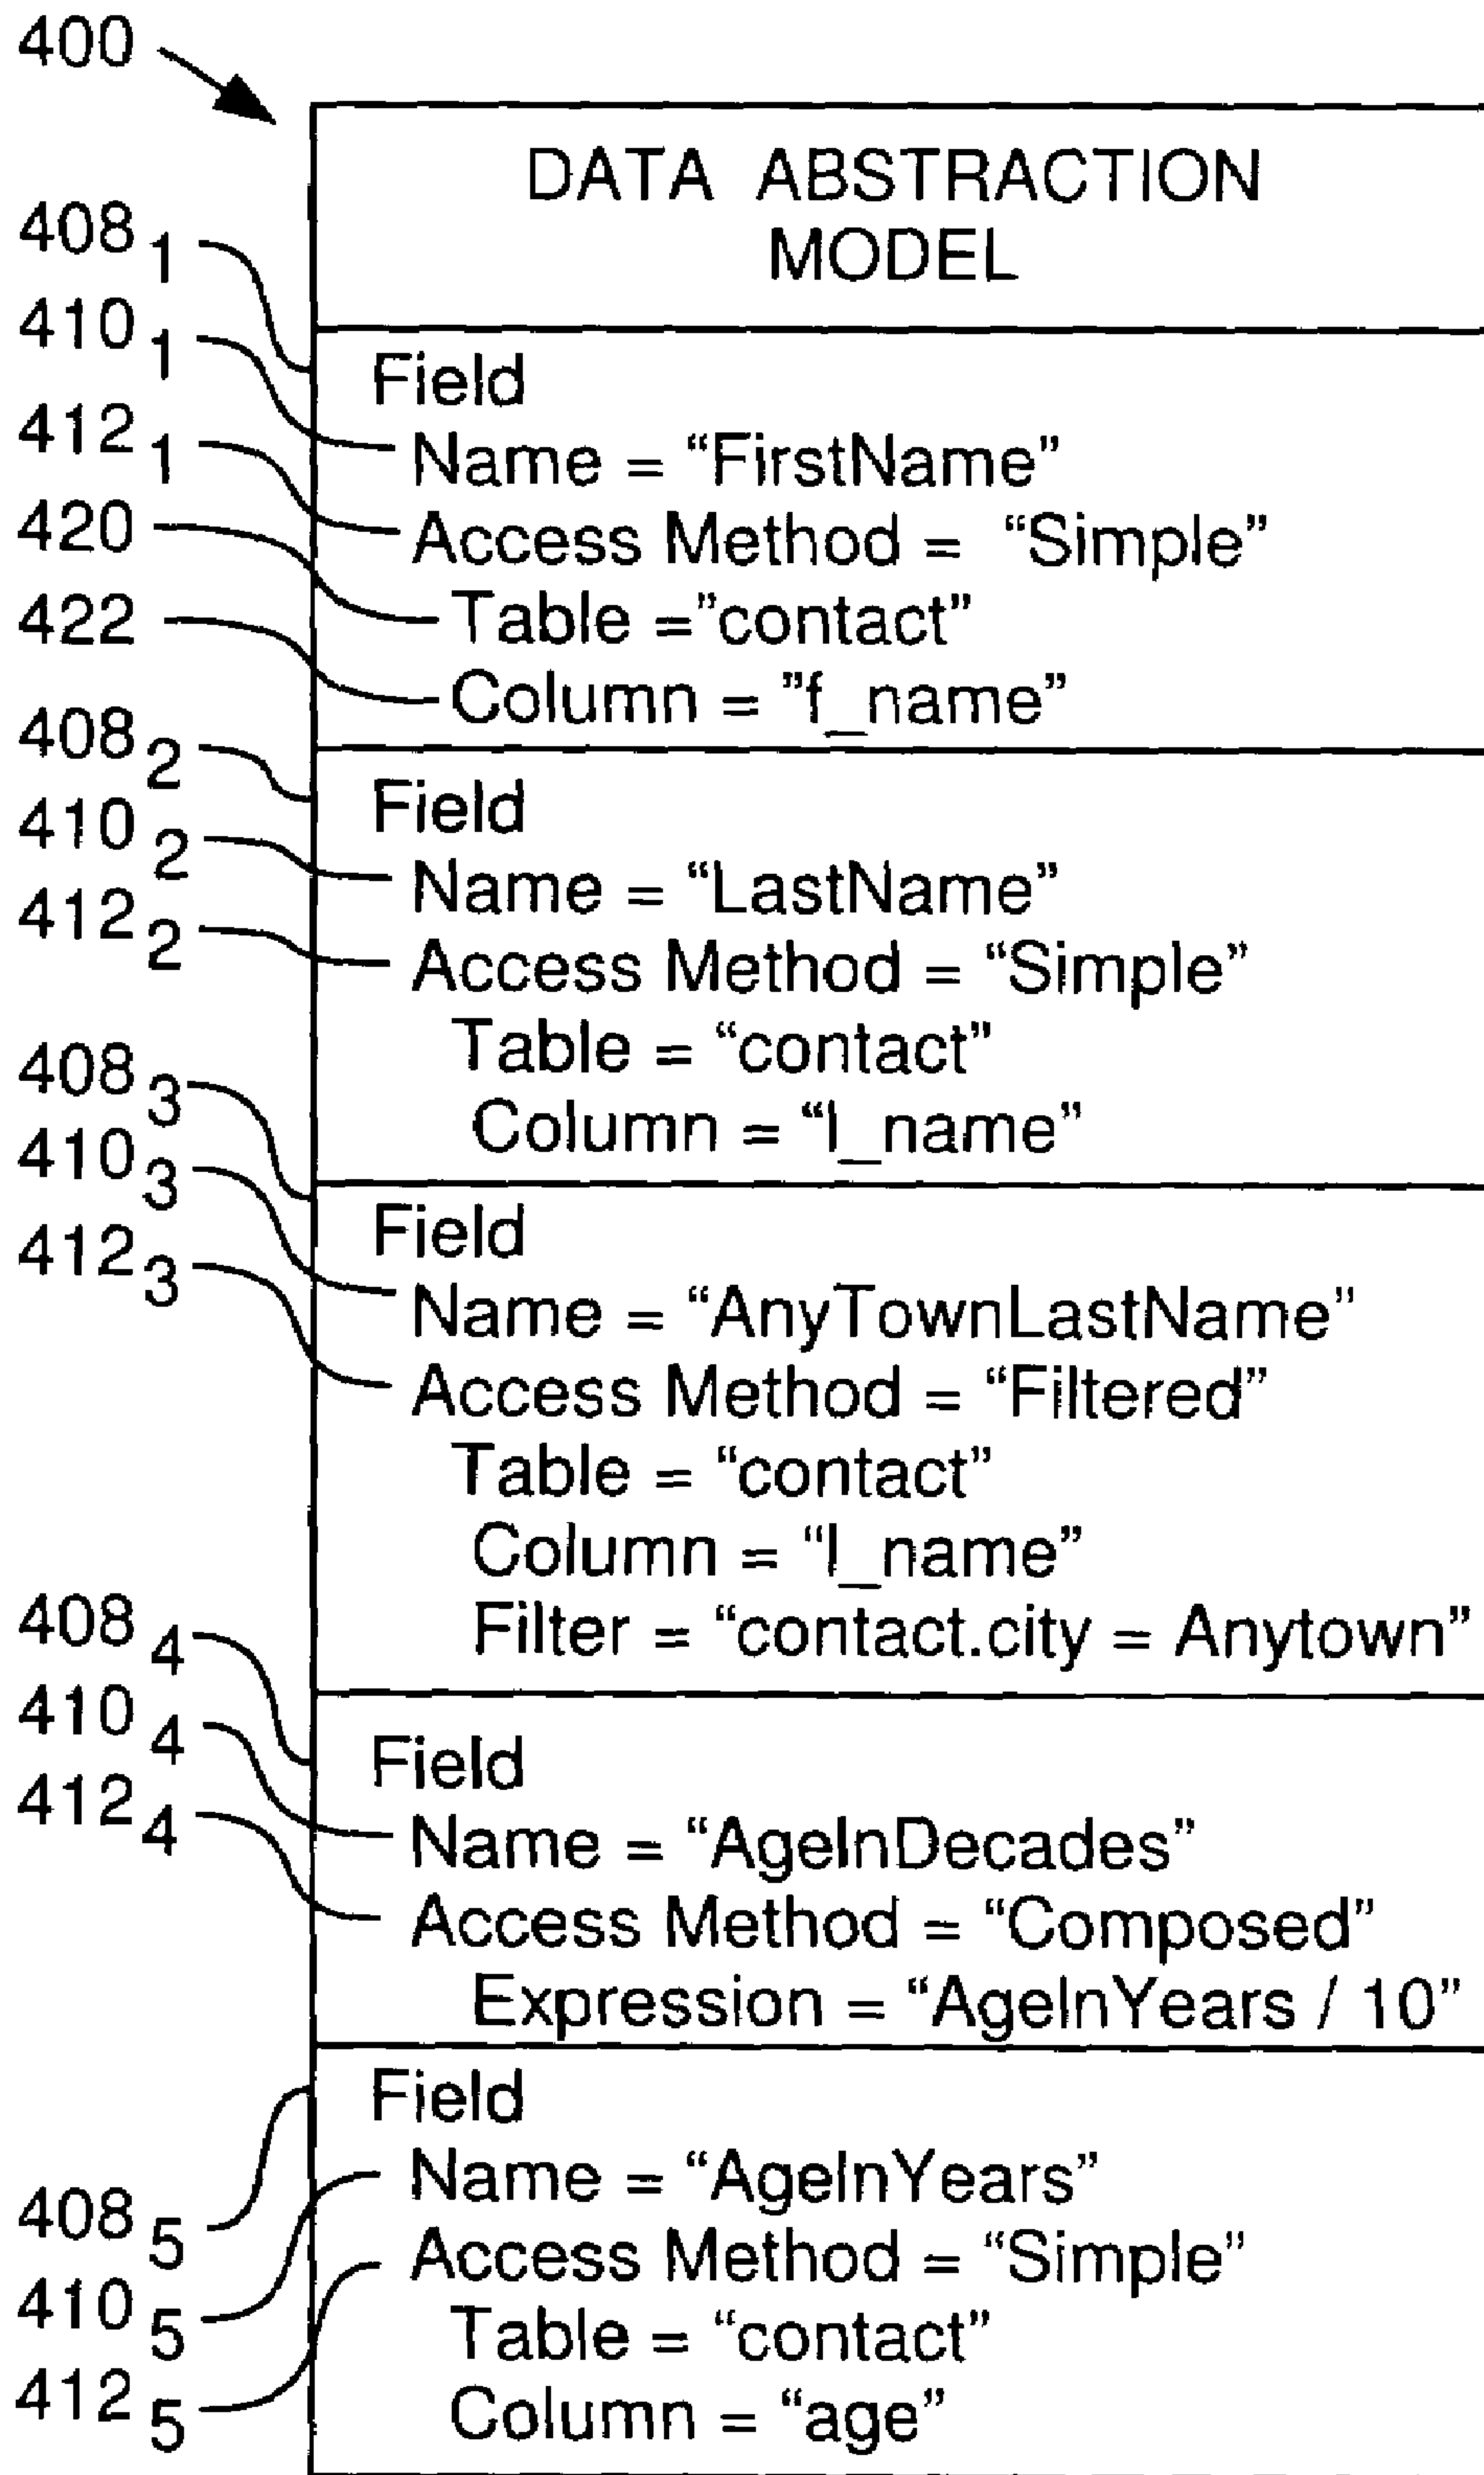 400
DATA ABSTRACTION
MODEL
408 1
410 1
412 1
420
422
Field
Name = “FirstName”
Access Method = “Simple”
Table =”contact”
Column = ”f_name”
408 2
410 2
412 2
Field
Name = “LastName”
Access Method = “Simple”
Table = “contact”
Column = “l_name”
408 3
410 3
412 3
Field
Name = “AnyTownLastName”
Access Method = “Filtered”
Table = “contact”
Column = “l_name”
Filter = “contact.city = Anytown”
408 4
410 4
412 4
Field
Name = “AgeInDecades”
Access Method = “Composed”
Expression = “AgeInYears / 10”
408 5
410 5
412 5
Field
Name = “AgeInYears”
Access Method = “Simple”
Table = “contact”
Column = “age”